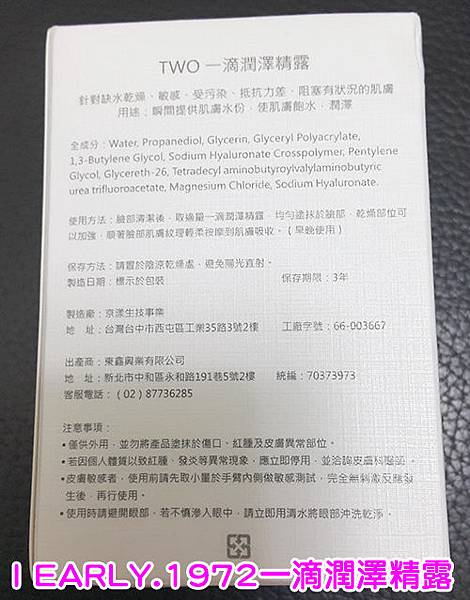 TWO 一滴潤澤精露
針對缺水乾燥、敏感、受污染、抵抗力差、阻塞有狀況的肌膚
用途：瞬間提供肌膚水份，使肌膚飽水，潤澤
全成分：Water, Propanediol, Glycerin, Glyceryl Polyacrylate,
1,3-Butylene Glycol, Sodium Hyaluronate Crosspolymer, Pentylene
Glycol, Glycereth-26, Tetradecyl aminobutyroylvalylaminobutyric
urea trifluoroacetate, Magnesium Chloride, Sodium Hyaluronate.
使用方法：臉部清潔後，取適量一滴潤澤精露，均勻塗抹於臉部，乾燥部位可
以加強，順著臉部肌膚紋理輕柔按摩到肌膚吸收。（早晚使用）
保存方法：請置於陰涼乾燥處，避免陽光直射。
製造日期：標示於包裝 保存期限：3年
製造廠：京漾生技事業
地 址：台灣台中市西屯區工業35路3號2樓 工廠字號：66-003667
出產商：東鑫興業有限公司
地 址：新北市中和區永和路191巷5號2樓 統編：70373973
客服電話：（02）87736285
注意事項：
•僅供外用，並勿將產品塗抹於傷口、紅腫及皮膚異常部位。
•若因個人體質以致紅腫、發炎等異常現象，應立即停用，並洽詢皮膚科醫師。
•皮膚敏感者，使用前請先取小量於手臂內側做敏感測試，完全無刺激反應發
生後，再行使用。
•使用時請避開眼部，若不慎滲入眼中，請立即用清水將眼部沖洗乾淨。
I EARLY.1972一滴潤澤精露